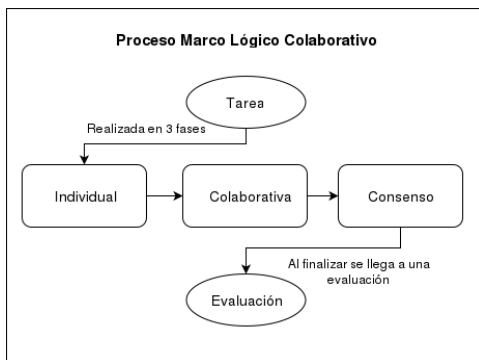 Proceso Marco Lógico Colaborativo
Tarea
Realizada en 3 fases
Individual
Colaborativa
Consenso
Al finalizar se llega a una
evaluación
Evaluación